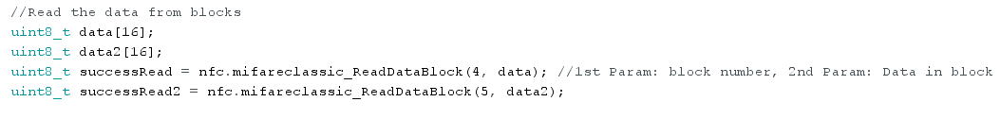 //Read the data from blocks
uint8_t data[16];
uint8_t data2[16];
uint8_t successRead = nfc.mifareclassic_ReadDataBlock(4, data); //1st Param: block number, 2nd Param: Data in block
uint8_t successRead2 = nfc.mifareclassic_ReadDataBlock(5, data2);